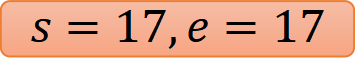 s = 17, e = 17